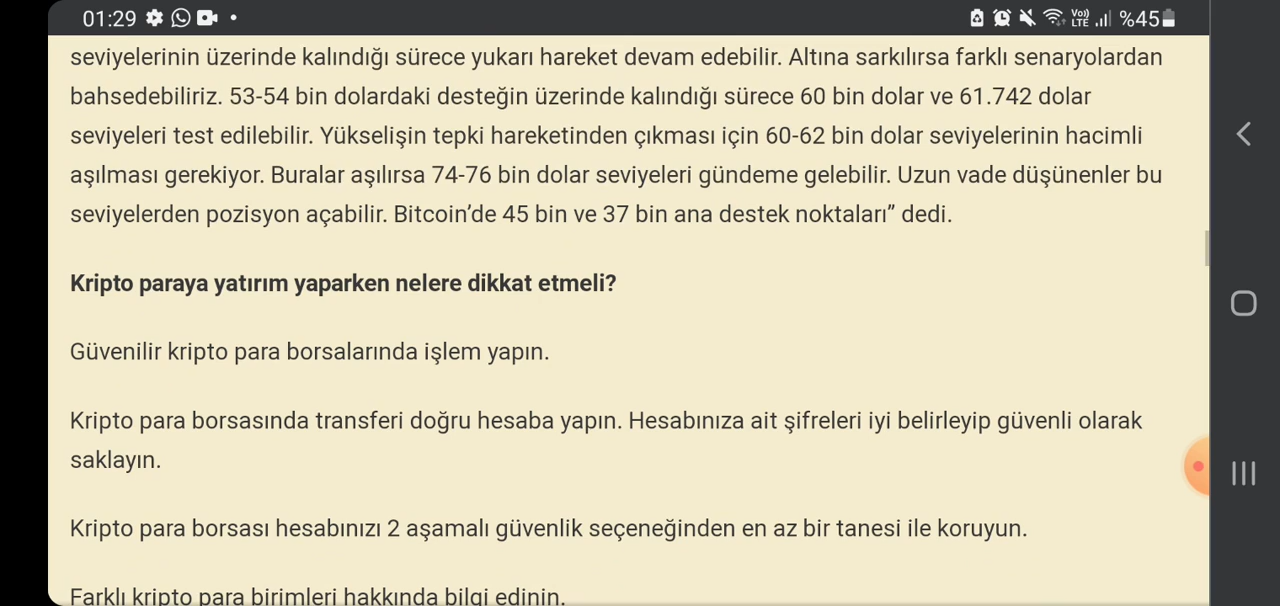 01:29
Vo)) LTE
%45
seviyelerinin üzerinde kalındığı sürece yukarı hareket devam edebilir. Altına sarkılırsa farklı senaryolardan
bahsedebiliriz. 53-54 bin dolardaki desteğin üzerinde kalındığı sürece 60 bin dolar ve 61.742 dolar
seviyeleri test edilebilir. Yükselişin tepki hareketinden çıkması için 60-62 bin dolar seviyelerinin hacimli
aşılması gerekiyor. Buralar aşılırsa 74-76 bin dolar seviyeleri gündeme gelebilir. Uzun vade düşünenler bu
seviyelerden pozisyon açabilir. Bitcoin’de 45 bin ve 37 bin ana destek noktaları” dedi.
Kripto paraya yatırım yaparken nelere dikkat etmeli?
Güvenilir kripto para borsalarında işlem yapın.
Kripto para borsasında transferi doğru hesaba yapın. Hesabınıza ait şifreleri iyi belirleyip güvenli olarak
saklayın.
Kripto para borsası hesabınızı 2 aşamalı güvenlik seçeneğinden en az bir tanesi ile koruyun.
Farklı kripto para birimleri hakkında bilgi edinin.